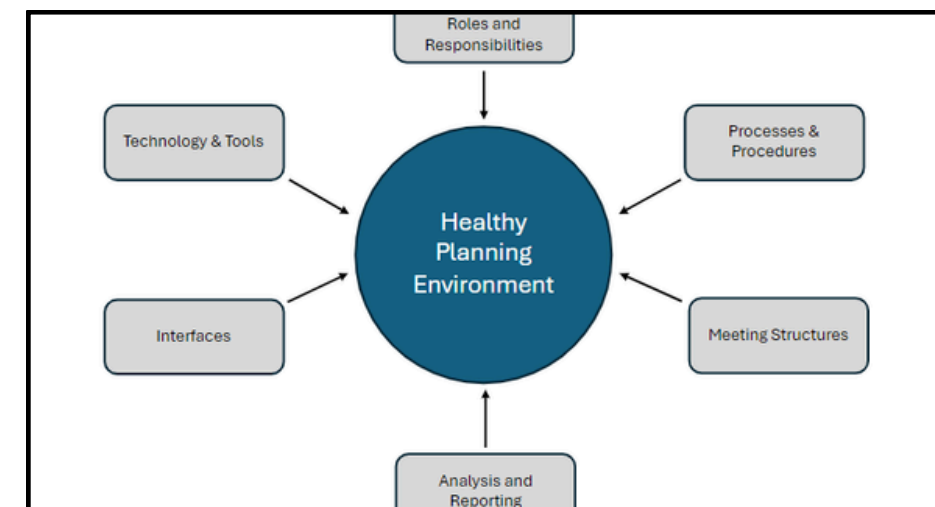 Roles and
Responsibilities
Technology & Tools
Processes &
Procedures
Healthy
Planning
Environment
Interfaces
Meeting Structures
Analysis and
Reporting